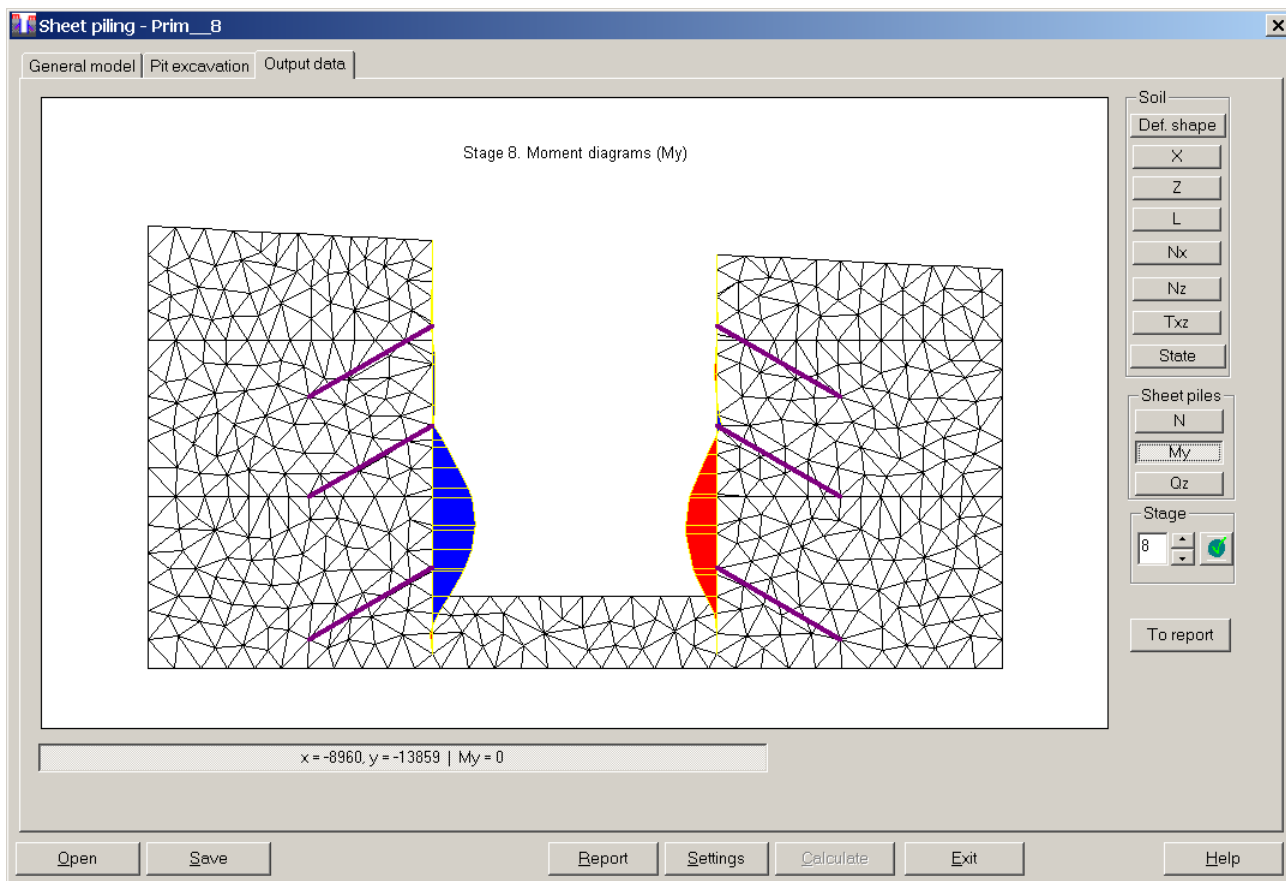 Sheet piling - Prim__8
General model
Pit excavation
Output data
Stage 8. Moment diagrams (My)
Soil
Def. shape
X
Z
L
Nx
Nz
Txz
State
Sheet piles
N
My
Qz
Stage
8
To report
x = -8960, y = -13859 | My = 0
Open
Save
Report
Settings
Calculate
Exit
Help